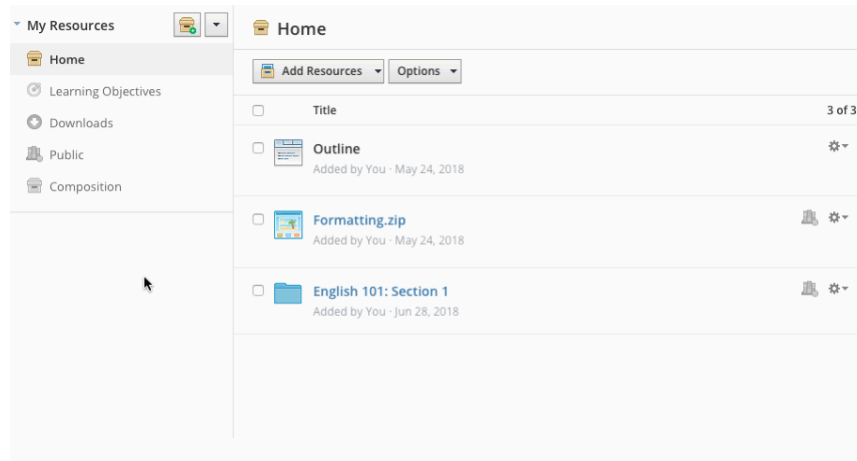 My Resources
Home
Learning Objectives
Downloads
Public
Composition
Home
Add Resources
Options
Title
3 of 3
Outline
Added by You · May 24, 2018
Formatting.zip
Added by You · May 24, 2018
English 101: Section 1
Added by You · Jun 28, 2018